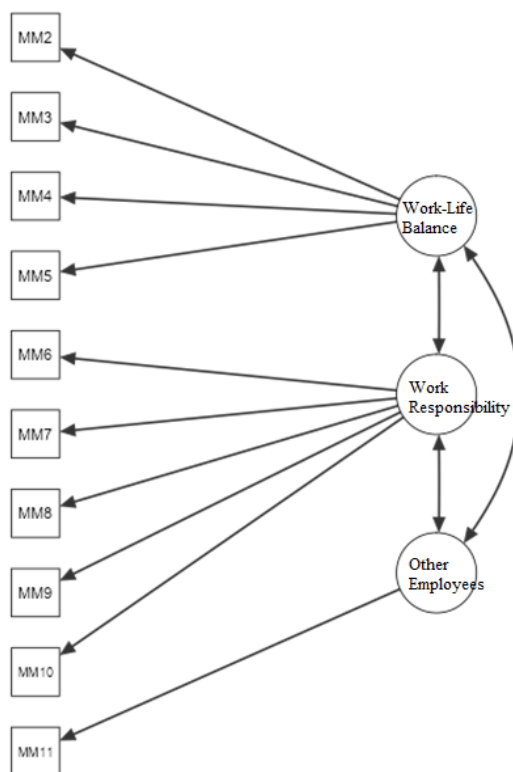 MM2
MM3
MM4
MM5
MM6
MM7
MM8
MM9
MM10
MM11
Work-Life
Balance
Work
Responsibility
Other
Employees